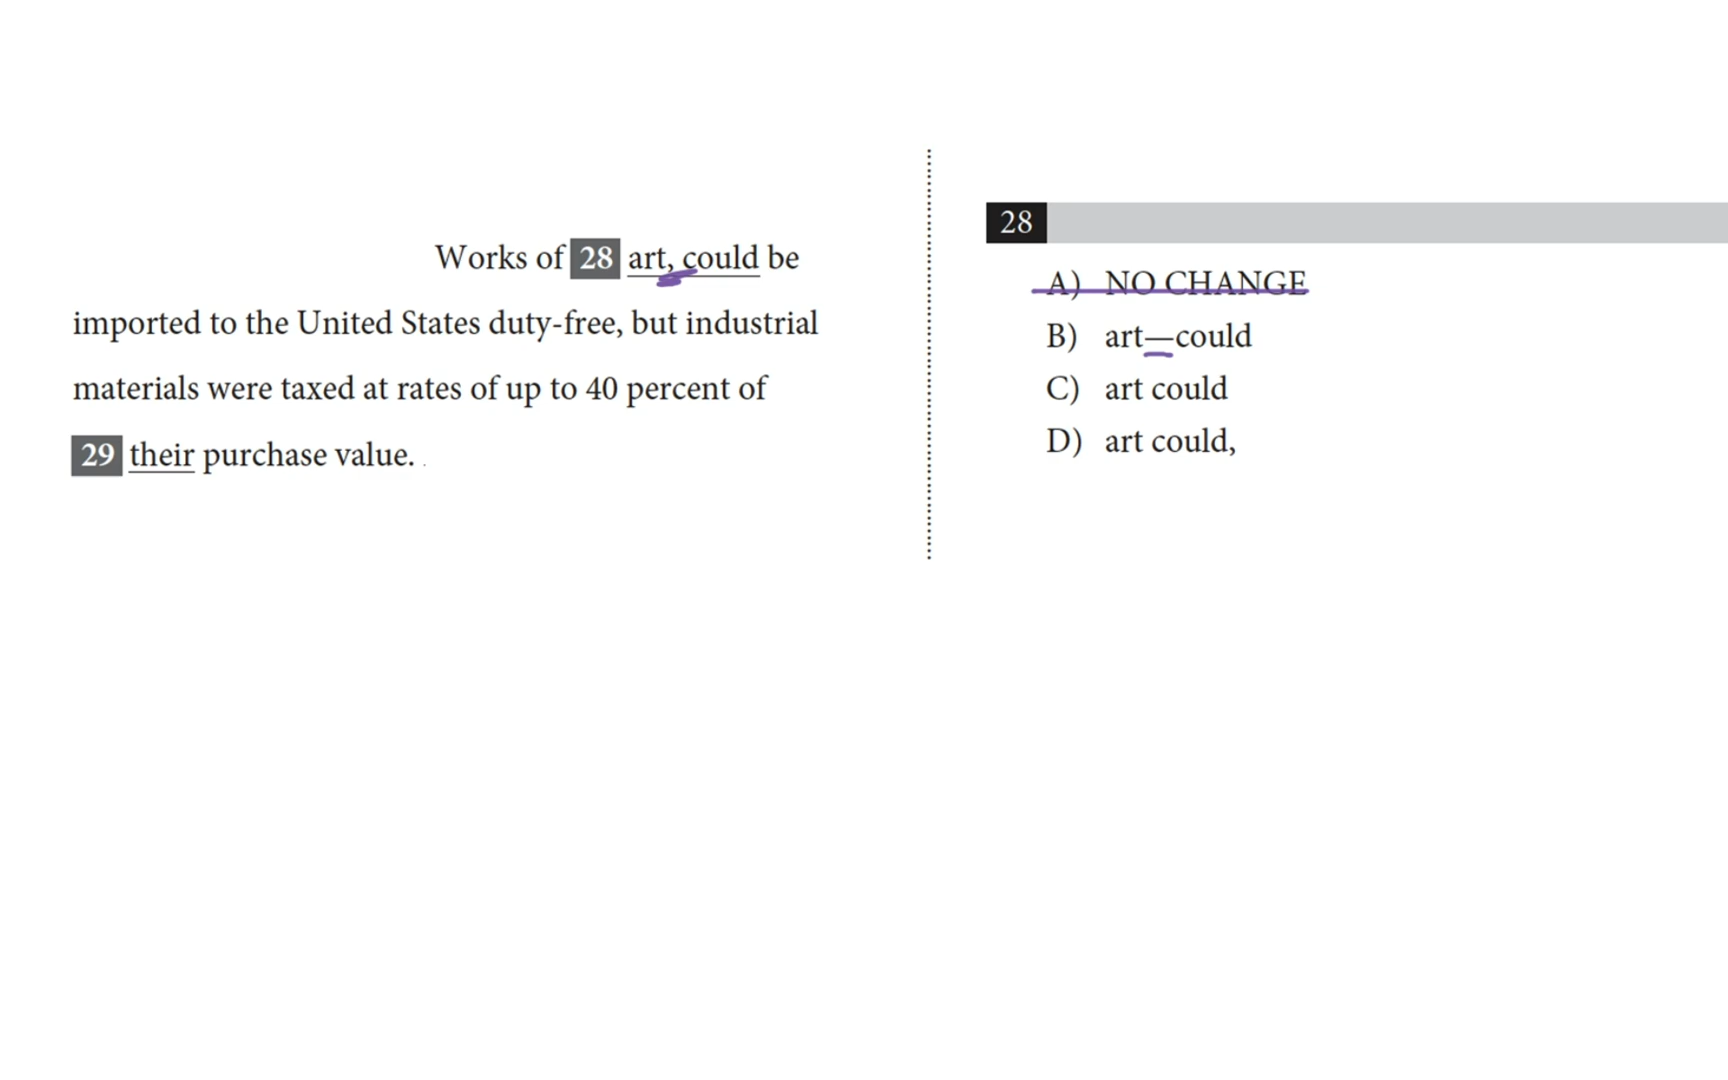 Works of 28 art, could be
imported to the United States duty-free, but industrial
materials were taxed at rates of up to 40 percent of
29 their purchase value.
28
A) NO CHANGE
B) art—could
C) art could
D) art could,